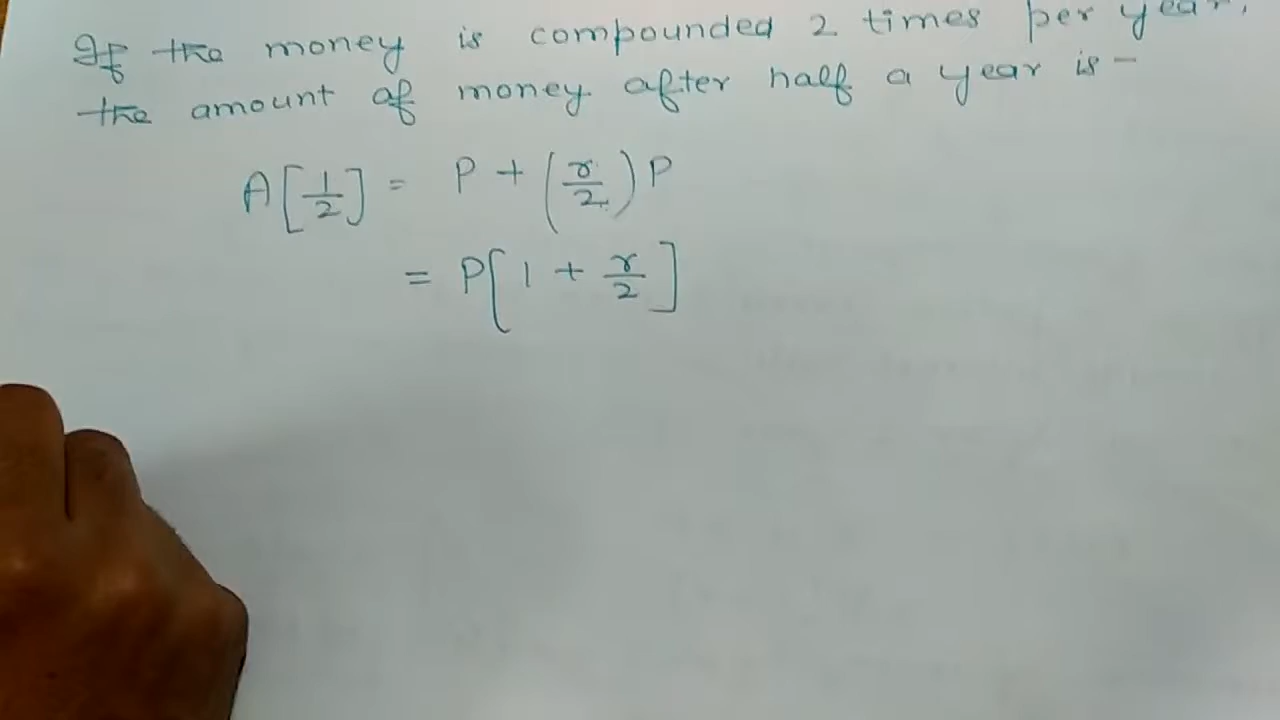 If the money is compounded 2 times per year,
the amount of money after half a year is -
A[1/2] = P + (r/2)P
= P[1 + r/2]